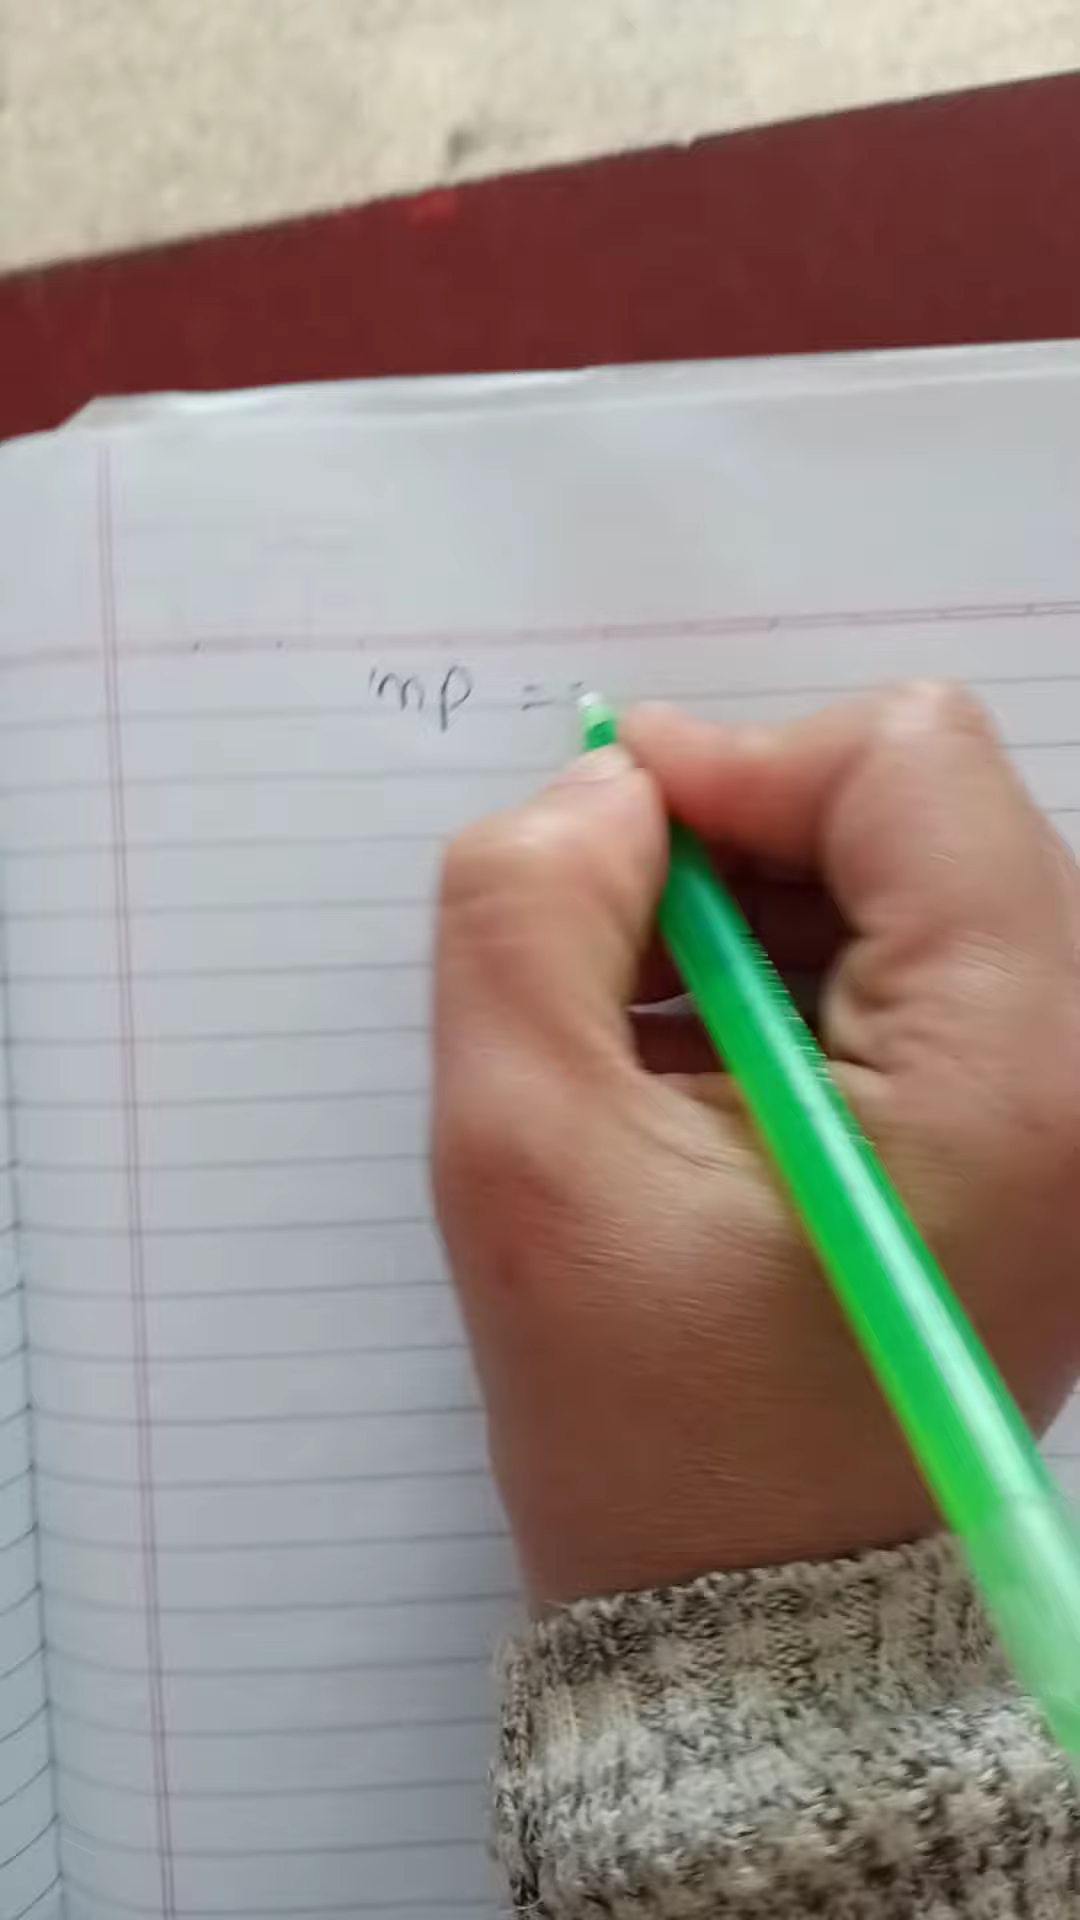 mp =